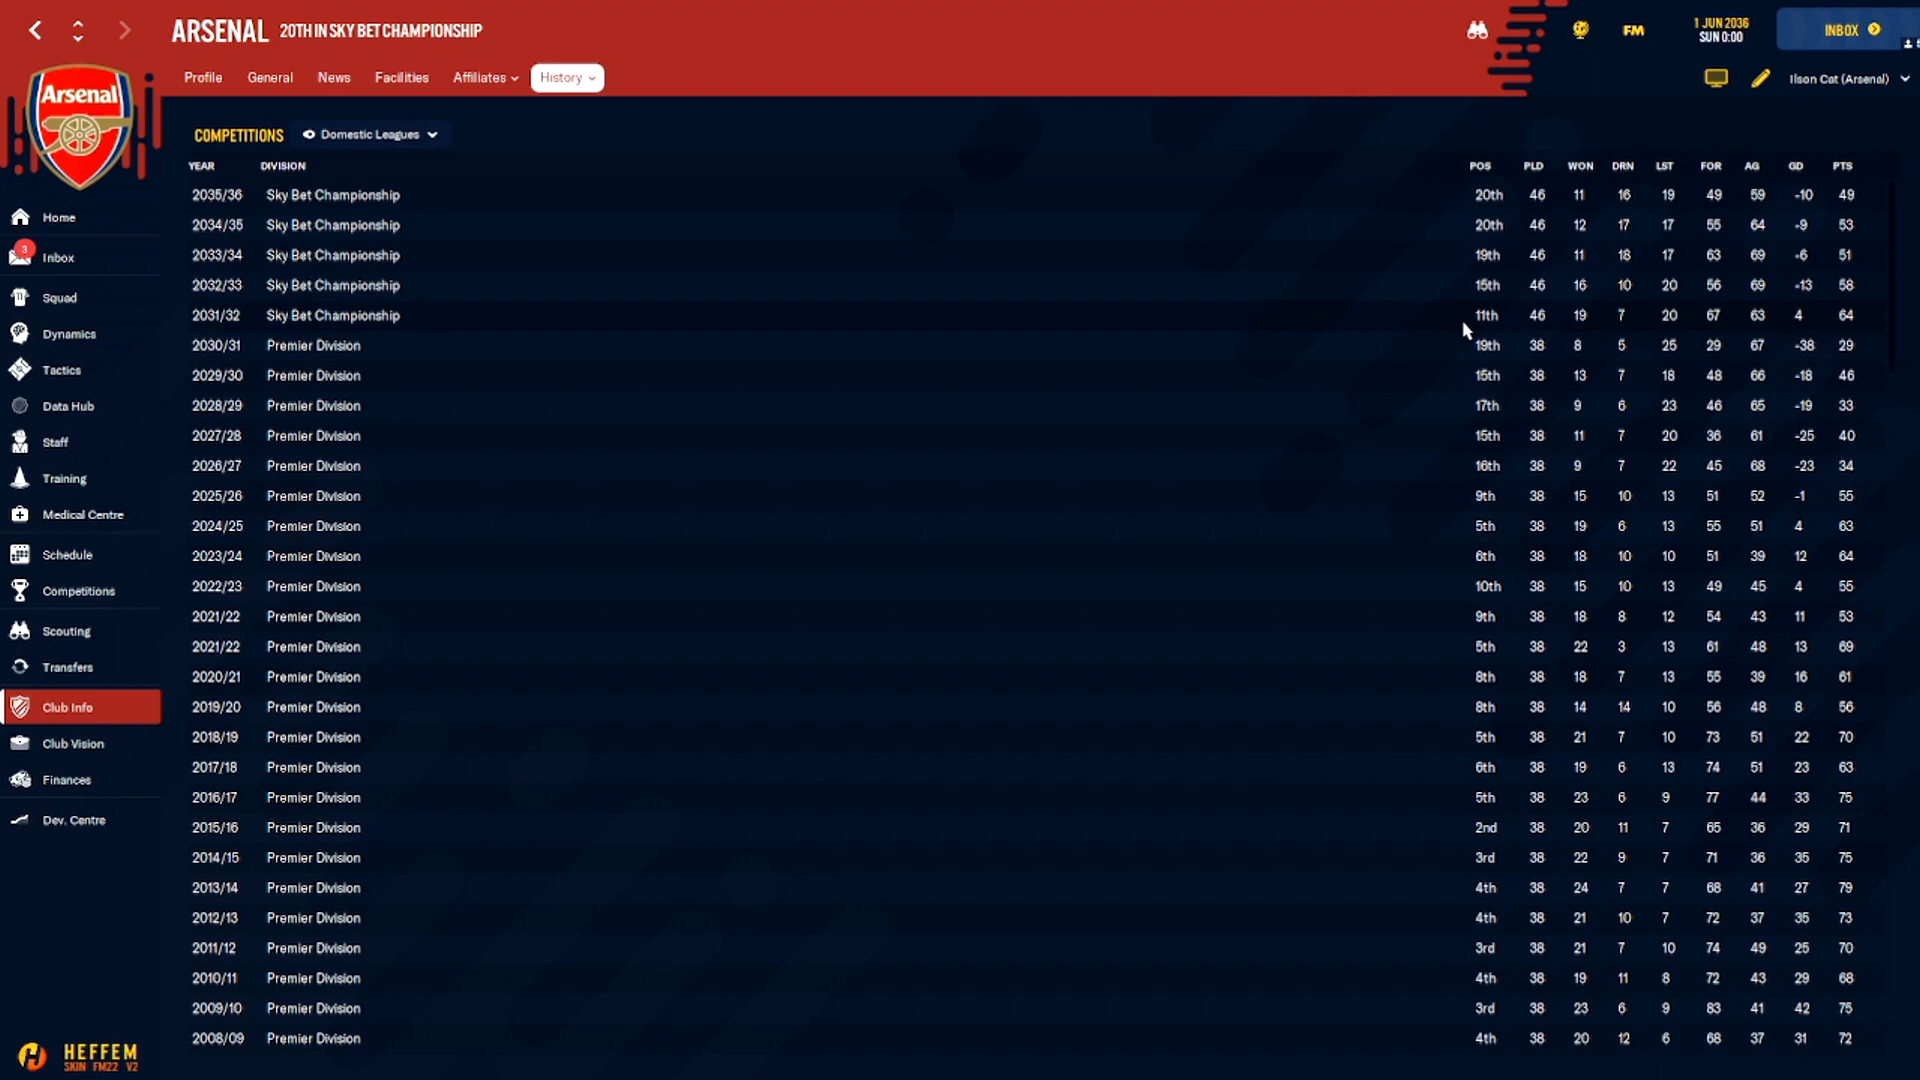 ARSENAL 20TH IN SKY BET CHAMPIONSHIP
1 JUN 2036
SUN 0:00
FM
INBOX
Profile General News Facilities Affiliates History
Ilson Cat (Arsenal)
Arsenal
COMPETITIONS Domestic Leagues
YEAR DIVISION POS PLD WON DRN LST FOR AG GD PTS
2035/36 Sky Bet Championship 20th 46 11 16 19 49 59 -10 49
2034/35 Sky Bet Championship 20th 46 12 17 17 55 64 -9 53
2033/34 Sky Bet Championship 19th 46 11 18 17 63 69 -6 51
2032/33 Sky Bet Championship 15th 46 16 10 20 56 69 -13 58
2031/32 Sky Bet Championship 11th 46 19 7 20 67 63 4 64
2030/31 Premier Division 19th 38 8 5 25 29 67 -38 29
2029/30 Premier Division 15th 38 13 7 18 48 66 -18 46
2028/29 Premier Division 17th 38 9 6 23 46 65 -19 33
2027/28 Premier Division 15th 38 11 7 20 36 61 -25 40
2026/27 Premier Division 16th 38 9 7 22 45 68 -23 34
2025/26 Premier Division 9th 38 15 10 13 51 52 -1 55
2024/25 Premier Division 5th 38 19 6 13 55 51 4 63
2023/24 Premier Division 6th 38 18 10 10 51 39 12 64
2022/23 Premier Division 10th 38 15 10 13 49 45 4 55
2021/22 Premier Division 9th 38 18 8 12 54 43 11 53
2021/22 Premier Division 5th 38 22 3 13 61 48 13 69
2020/21 Premier Division 8th 38 18 7 13 55 39 16 61
2019/20 Premier Division 8th 38 14 14 10 56 48 8 56
2018/19 Premier Division 5th 38 21 7 10 73 51 22 70
2017/18 Premier Division 6th 38 19 6 13 74 51 23 63
2016/17 Premier Division 5th 38 23 6 9 77 44 33 75
2015/16 Premier Division 2nd 38 20 11 7 65 36 29 71
2014/15 Premier Division 3rd 38 22 9 7 71 36 35 75
2013/14 Premier Division 4th 38 24 7 7 68 41 27 79
2012/13 Premier Division 4th 38 21 10 7 72 37 35 73
2011/12 Premier Division 3rd 38 21 7 10 74 49 25 70
2010/11 Premier Division 4th 38 19 11 8 72 43 29 68
2009/10 Premier Division 3rd 38 23 6 9 83 41 42 75
2008/09 Premier Division 4th 38 20 12 6 68 37 31 72
Home
3
Inbox
Squad
Dynamics
Tactics
Data Hub
Staff
Training
Medical Centre
Schedule
Competitions
Scouting
Transfers
Club Info
Club Vision
Finances
Dev. Centre
HEFFEM
SKIN FM22 V2